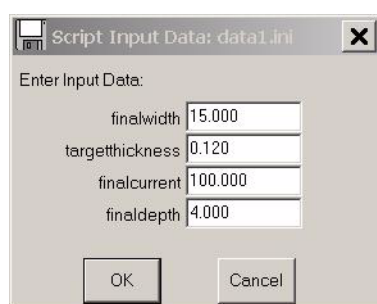 Script Input Data: data1.ini
Enter Input Data:
finalwidth 15.000
targetthickness 0.120
finalcurrent 100.000
finaldepth 4.000
OK Cancel